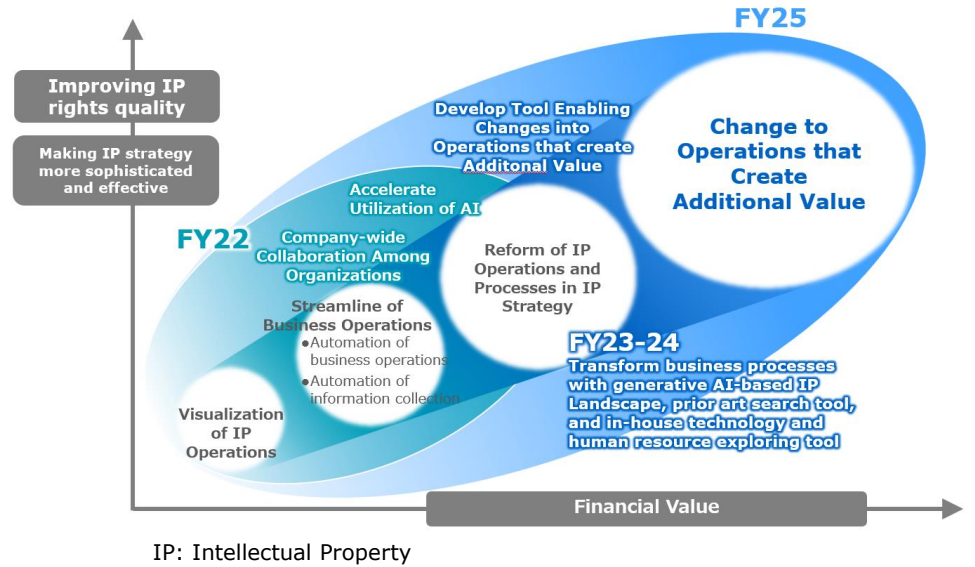 FY25
Improving IP
rights quality
Making IP strategy
more sophisticated
and effective
Develop Tool Enabling
Changes into
Operations that create
Additonal Value
Change to
Operations that
Create
Additional Value
Accelerate
Utilization of AI
FY22
Company-wide
Collaboration Among
Organizations
Reform of IP
Operations and
Processes in IP
Strategy
Streamline of
Business Operations
●Automation of
business operations
●Automation of
information collection
FY23-24
Transform business processes
with generative AI-based IP
Landscape, prior art search tool,
and in-house technology and
human resource exploring tool
Visualization
of IP
Operations
Financial Value
IP: Intellectual Property